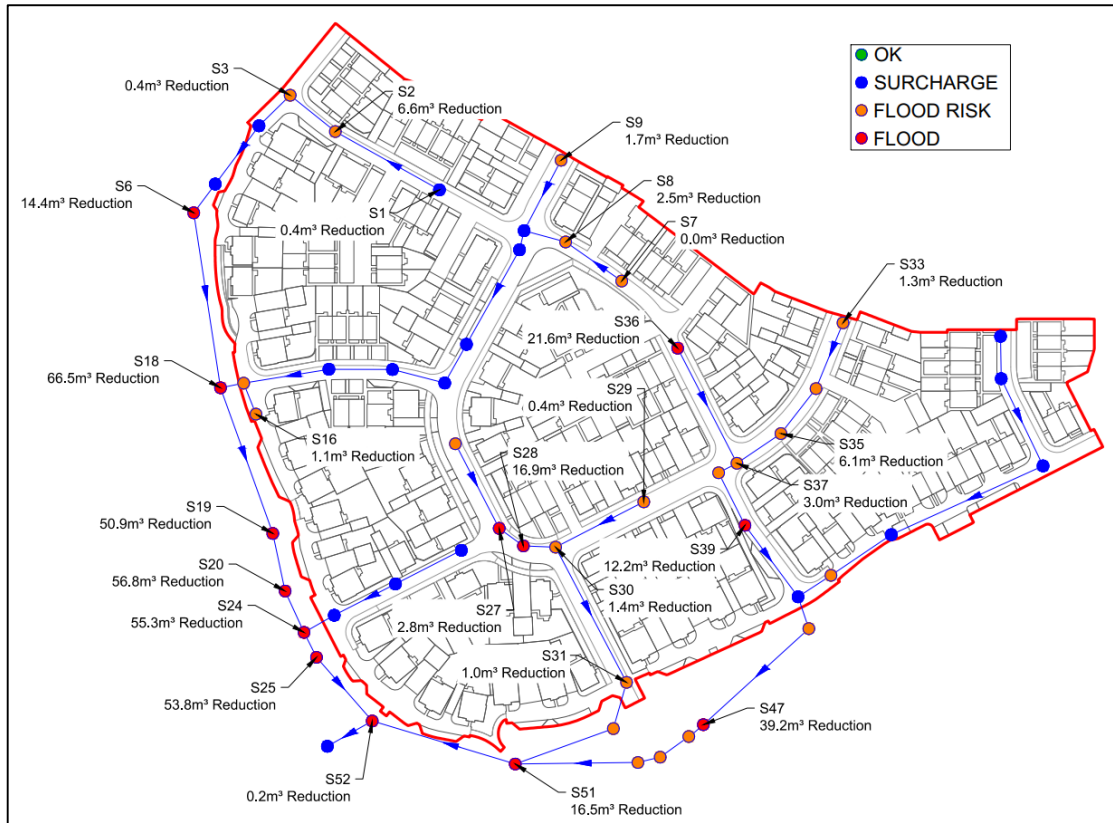 OK
SURCHARGE
FLOOD RISK
FLOOD
S3
0.4m³ Reduction
S2
6.6m³ Reduction
S9
1.7m³ Reduction
S8
2.5m³ Reduction
S7
0.0m³ Reduction
S6
14.4m³ Reduction
S1
0.4m³ Reduction
S33
1.3m³ Reduction
S36
21.6m³ Reduction
S18
66.5m³ Reduction
S29
0.4m³ Reduction
S16
1.1m³ Reduction
S28
16.9m³ Reduction
S35
6.1m³ Reduction
S37
3.0m³ Reduction
S19
50.9m³ Reduction
S39
12.2m³ Reduction
S20
56.8m³ Reduction
S30
1.4m³ Reduction
S24
55.3m³ Reduction
S27
2.8m³ Reduction
S31
1.0m³ Reduction
S25
53.8m³ Reduction
S47
39.2m³ Reduction
S52
0.2m³ Reduction
S51
16.5m³ Reduction